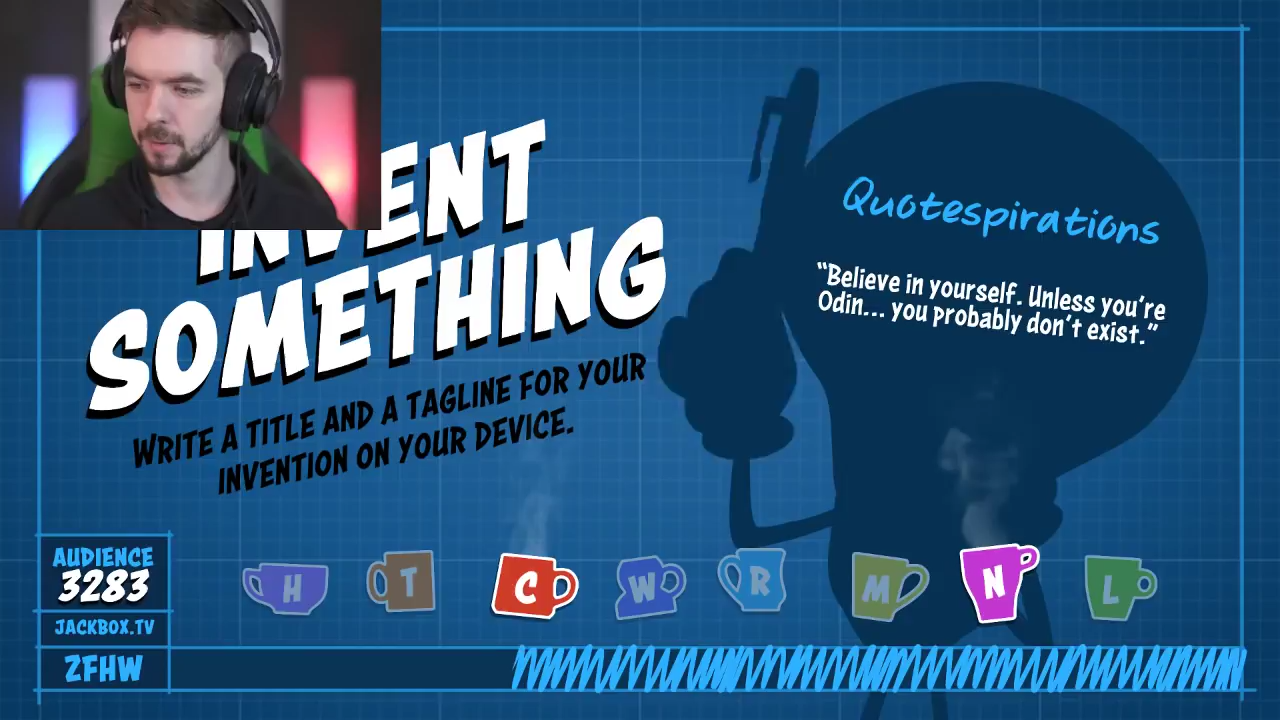 INVENT
SOMETHING
WRITE A TITLE AND A TAGLINE FOR YOUR
INVENTION ON YOUR DEVICE.
Quotespirations
“Believe in yourself. Unless you’re
Odin... you probably don’t exist.”
AUDIENCE
3283
JACKBOX.TV
ZFHW
H
T
C
W
R
M
N
L